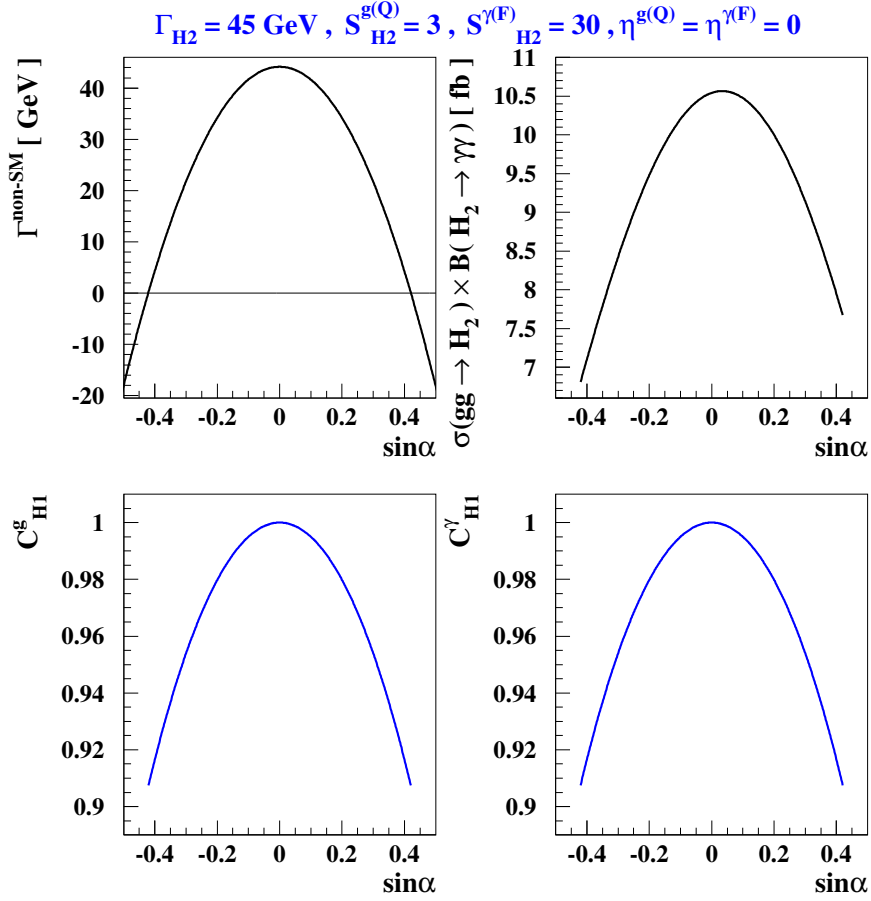 Γ_H2 = 45 GeV , S^g(Q)_H2 = 3 , S^γ(F)_H2 = 30 , η^g(Q) = η^γ(F) = 0
Γ^non-SM [ GeV ]
40
30
20
10
0
-10
-20
-0.4 -0.2 0 0.2 0.4
sinα
σ(gg → H_2) × B( H_2 → γγ) [ fb ]
11
10.5
10
9.5
9
8.5
8
7.5
7
-0.4 -0.2 0 0.2 0.4
sinα
C^g_H1
1
0.98
0.96
0.94
0.92
0.9
-0.4 -0.2 0 0.2 0.4
sinα
C^γ_H1
1
0.98
0.96
0.94
0.92
0.9
-0.4 -0.2 0 0.2 0.4
sinα